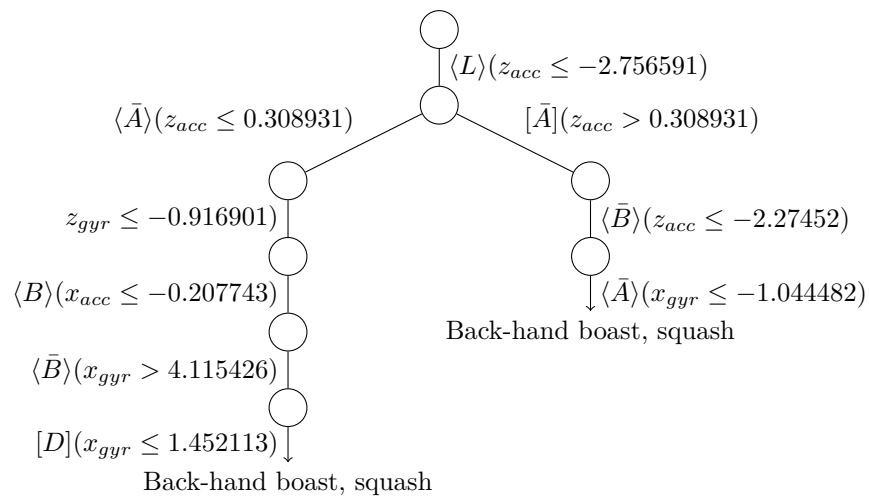 ⟨L⟩(z_acc ≤ −2.756591)
⟨Ā⟩(z_acc ≤ 0.308931)
[Ā](z_acc > 0.308931)
z_gyr ≤ −0.916901)
⟨B̄⟩(z_acc ≤ −2.27452)
⟨B⟩(x_acc ≤ −0.207743)
⟨Ā⟩(x_gyr ≤ −1.044482)
Back-hand boast, squash
⟨B̄⟩(x_gyr > 4.115426)
[D](x_gyr ≤ 1.452113)
Back-hand boast, squash